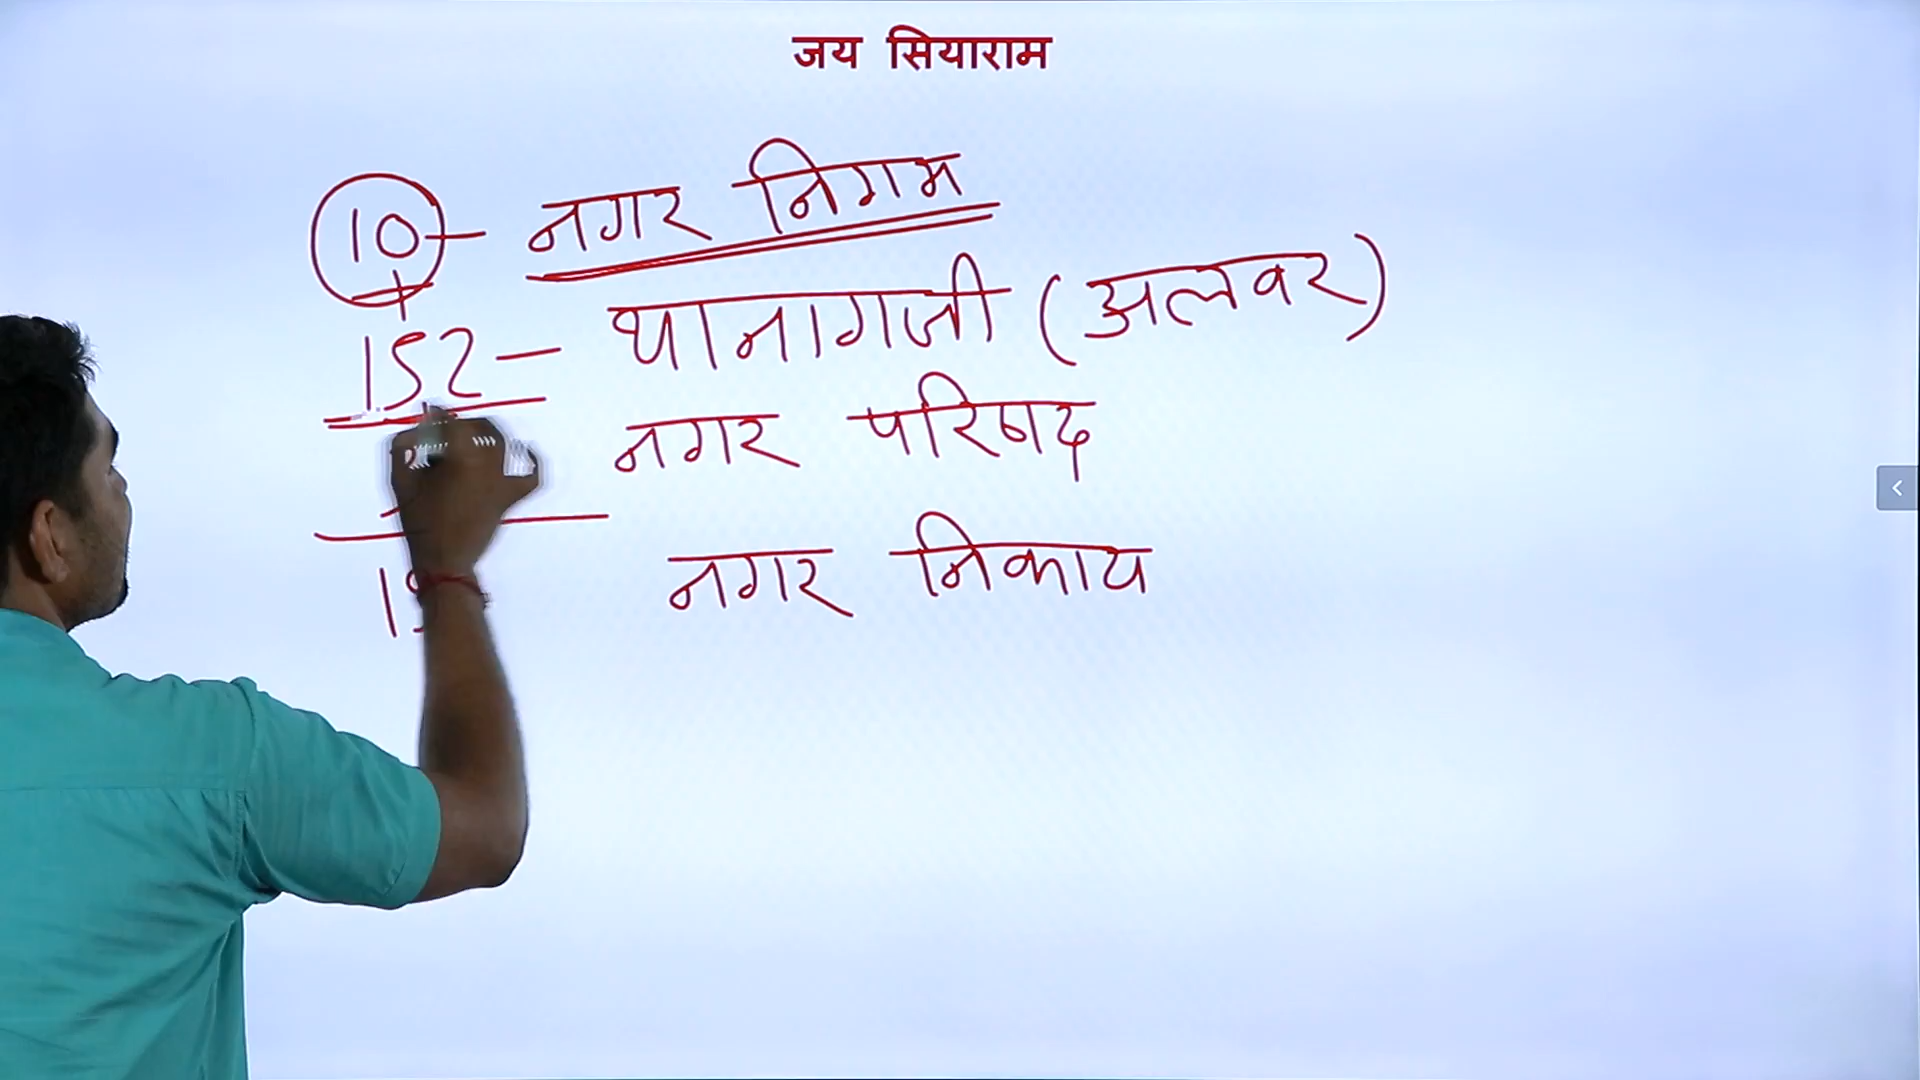 जय सियाराम
10 - नगर निगम
152 - थानागाजी (अलवर)
नगर परिषद
नगर निकाय